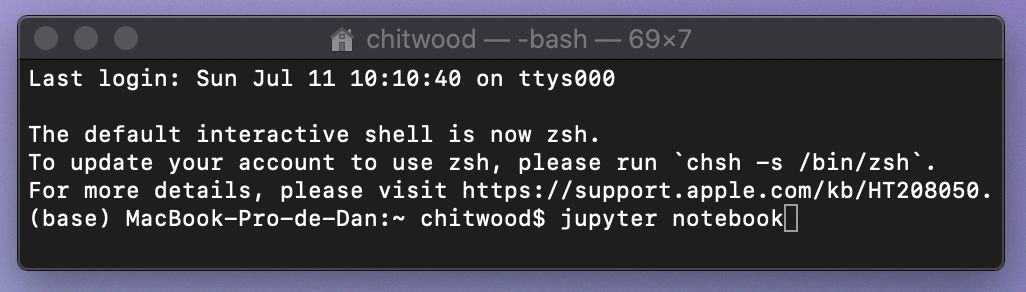 chitwood — -bash — 69×7
Last login: Sun Jul 11 10:10:40 on ttys000
The default interactive shell is now zsh.
To update your account to use zsh, please run `chsh -s /bin/zsh`.
For more details, please visit https://support.apple.com/kb/HT208050.
(base) MacBook-Pro-de-Dan:~ chitwood$ jupyter notebook